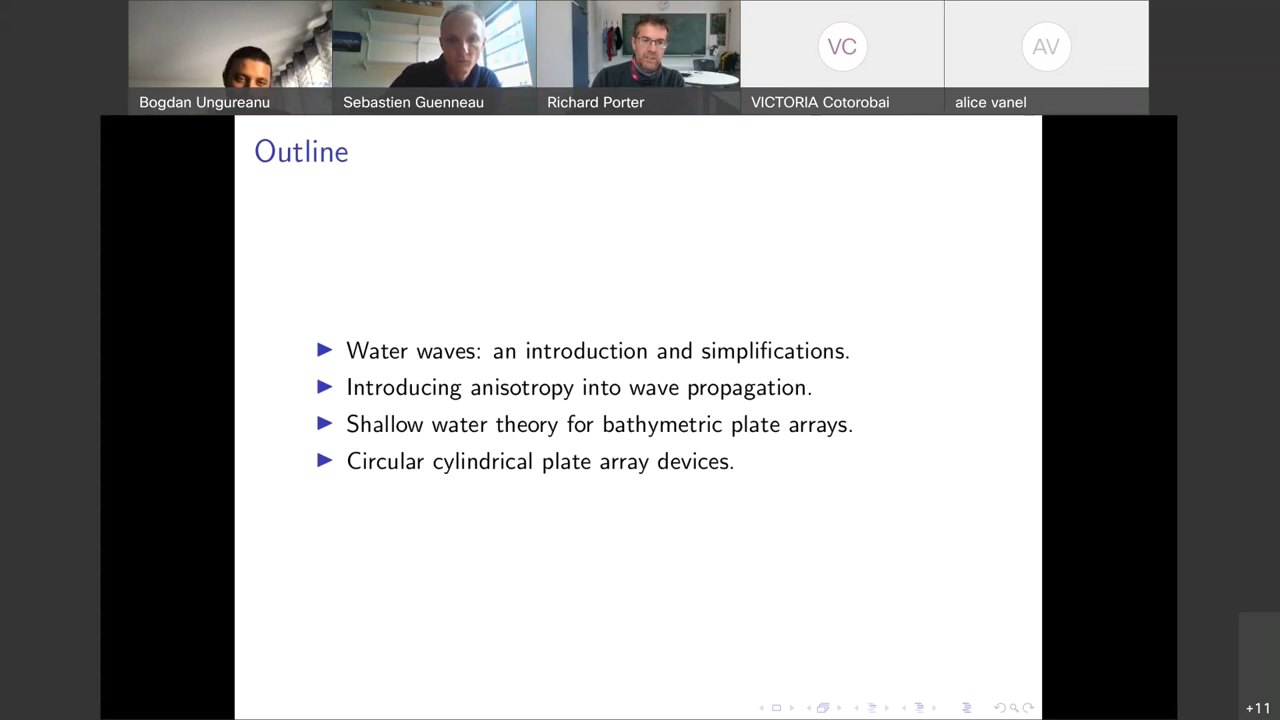 VC
AV
Bogdan Ungureanu
Sebastien Guenneau
Richard Porter
VICTORIA Cotorobai
alice vanel
Outline
Water waves: an introduction and simplifications.
Introducing anisotropy into wave propagation.
Shallow water theory for bathymetric plate arrays.
Circular cylindrical plate array devices.
+11